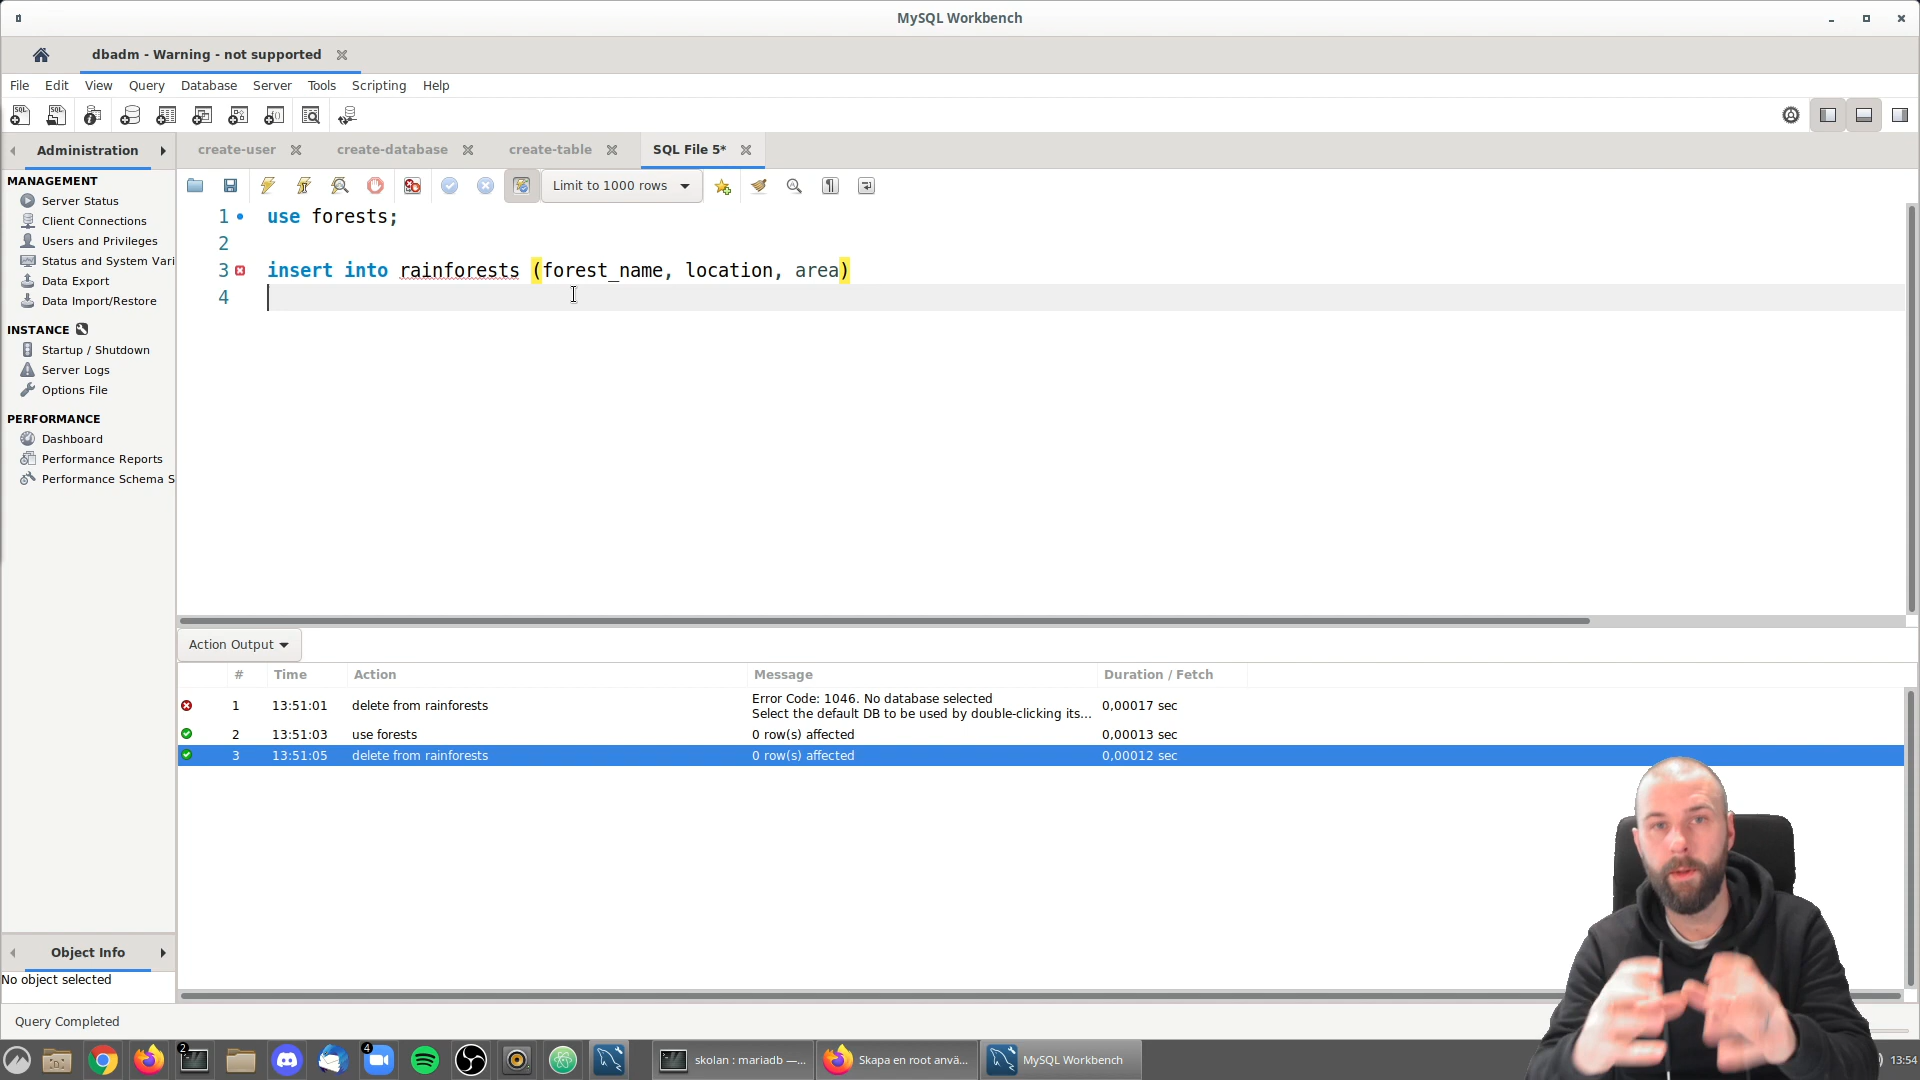 MySQL Workbench
dbadm - Warning - not supported
File Edit View Query Database Server Tools Scripting Help
Administration
create-user
create-database
create-table
SQL File 5*
MANAGEMENT
Server Status
Client Connections
Users and Privileges
Status and System Vari
Data Export
Data Import/Restore
INSTANCE
Startup / Shutdown
Server Logs
Options File
PERFORMANCE
Dashboard
Performance Reports
Performance Schema S
Limit to 1000 rows
1 use forests;
2
3 insert into rainforests (forest_name, location, area)
4
Action Output
# Time Action Message Duration / Fetch
1 13:51:01 delete from rainforests Error Code: 1046. No database selected 0,00017 sec
Select the default DB to be used by double-clicking its...
2 13:51:03 use forests 0 row(s) affected 0,00013 sec
3 13:51:05 delete from rainforests 0 row(s) affected 0,00012 sec
Object Info
No object selected
Query Completed
2
4
skolan : mariadb —...
Skapa en root anvä...
MySQL Workbench
13:54